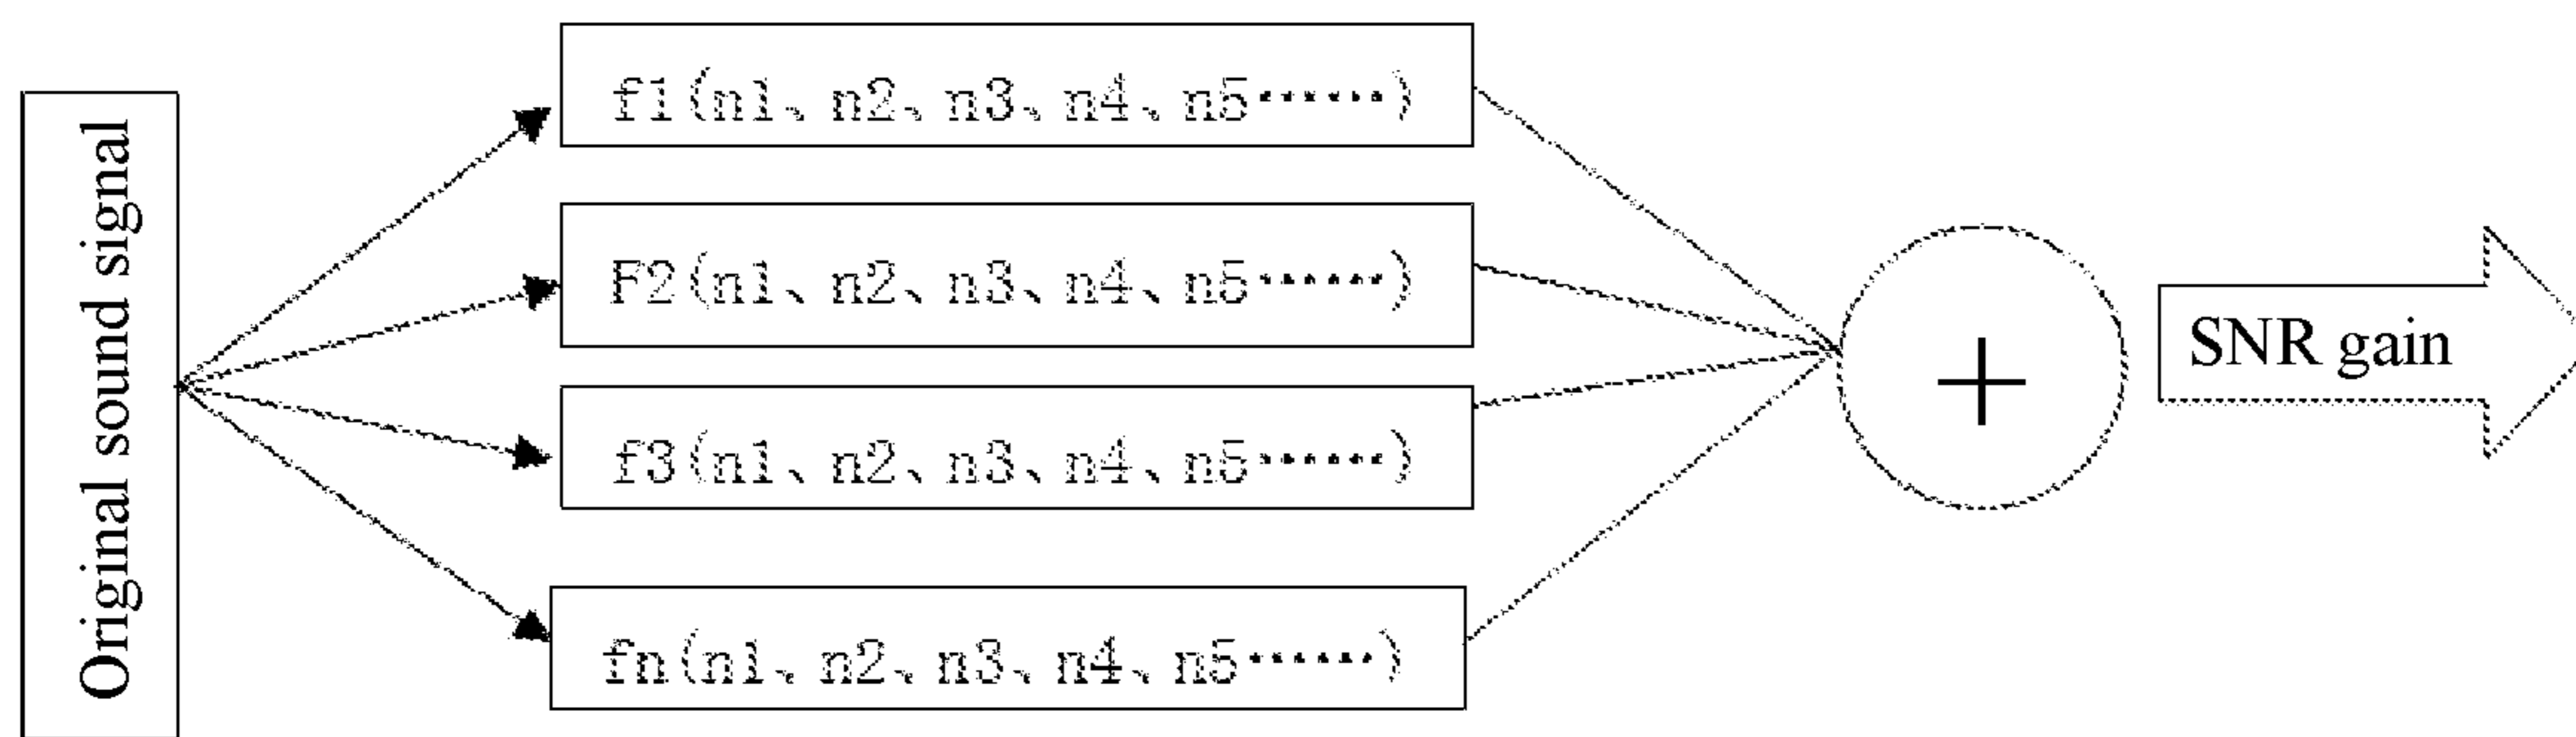 Original sound signal
f1(n1、n2、n3、n4、n5……)
F2(n1、n2、n3、n4、n5……)
f3(n1、n2、n3、n4、n5……)
fn(n1、n2、n3、n4、n5……)
+
SNR gain